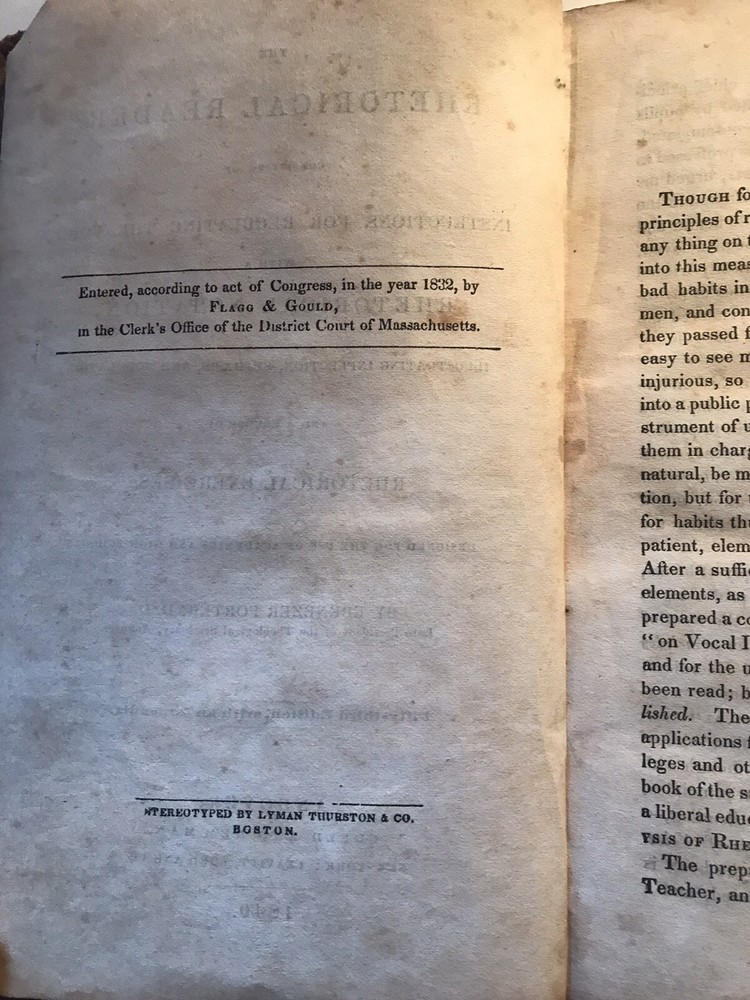 Entered, according to act of Congress, in the year 1832, by
FLAGG & GOULD,
in the Clerk's Office of the District Court of Massachusetts.
STEREOTYPED BY LYMAN THURSTON & CO.
BOSTON.
THOUGH fo
principles of r
any thing on t
into this meas
bad habits in
men, and con
they passed f
easy to see m
injurious, so
into a public p
strument of u
them in charg
natural, be m
tion, but for t
for habits thu
patient, elem
After a suffic
elements, as
prepared a co
"on Vocal I
and for the u
been read; b
lished. The
applications f
leges and ot
book of the s
a liberal educ
YSIS OF RHE
The prep
Teacher, an